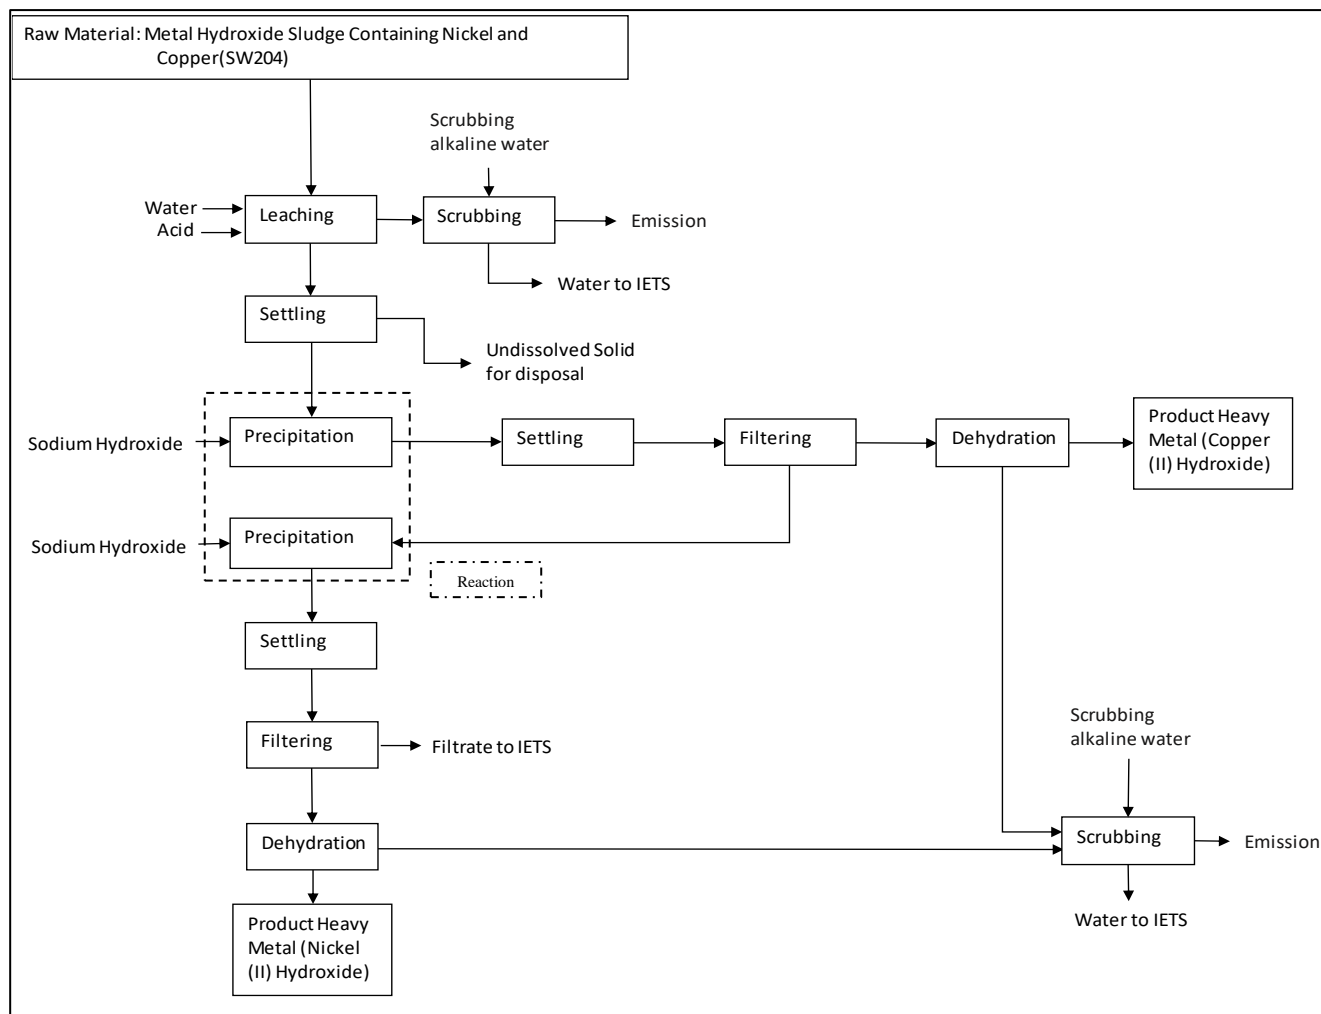 Raw Material: Metal Hydroxide Sludge Containing Nickel and
Copper(SW204)
Scrubbing
alkaline water
Water
Acid
Leaching
Scrubbing
Emission
Water to IETS
Settling
Undissolved Solid
for disposal
Sodium Hydroxide
Precipitation
Settling
Filtering
Dehydration
Product Heavy
Metal (Copper
(II) Hydroxide)
Sodium Hydroxide
Precipitation
Reaction
Settling
Filtering
Filtrate to IETS
Scrubbing
alkaline water
Dehydration
Scrubbing
Emission
Water to IETS
Product Heavy
Metal (Nickel
(II) Hydroxide)